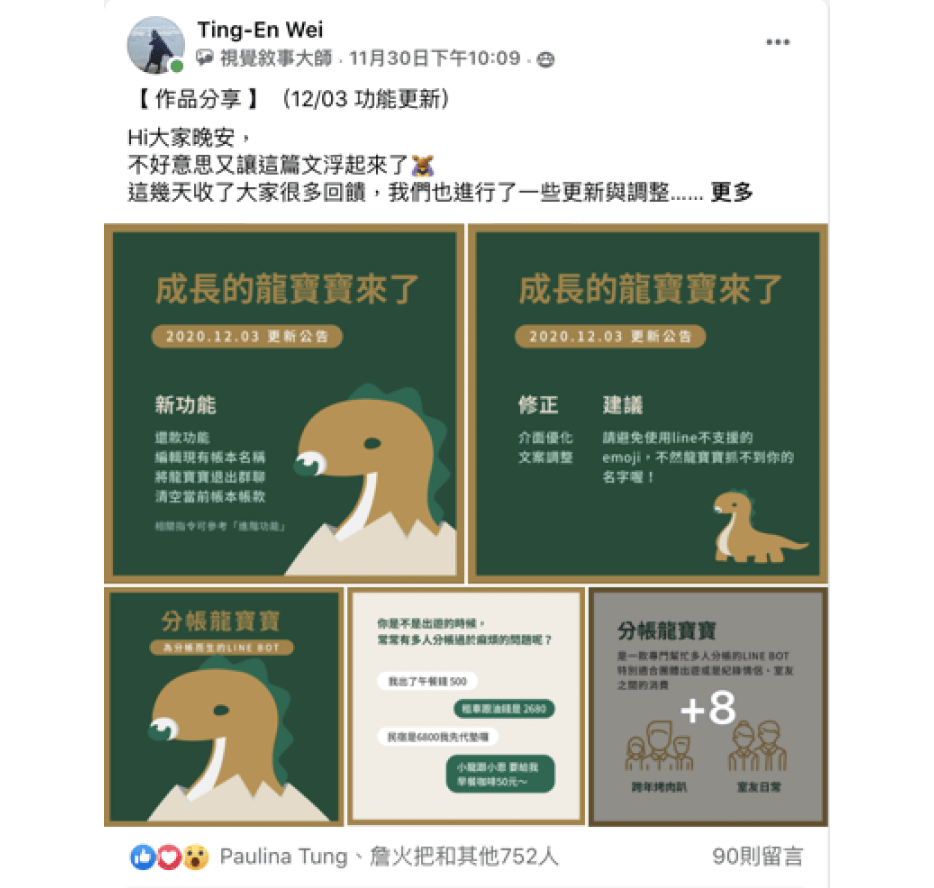 Ting-En Wei
視覺敘事大師 · 11月30日下午10:09 ·
【 作品分享 】（12/03 功能更新）
Hi大家晚安，
不好意思又讓這篇文浮起來了
這幾天收了大家很多回饋，我們也進行了一些更新與調整...... 更多
成長的龍寶寶來了
2020.12.03 更新公告
新功能
還款功能
編輯現有帳本名稱
將龍寶寶退出群聊
清空當前帳本帳款
相關指令可參考「進階功能」
成長的龍寶寶來了
2020.12.03 更新公告
修正
介面優化
文案調整
建議
請避免使用line不支援的
emoji，不然龍寶寶抓不到你的
名字喔！
分帳龍寶寶
為分帳而生的LINE BOT
你是不是出遊的時候，
常常有多人分帳過於麻煩的問題呢？
我出了午餐錢 500
租車跟油錢是 2680
民宿是6800我先代墊囉
小龍跟小恩 要給我
早餐咖啡50元～
分帳龍寶寶
是一款專門幫忙多人分帳的LINE BOT
特別適合團體出遊或是紀錄情侶、室友
之間的消費
+8
跨年烤肉趴
室友日常
Paulina Tung、詹火把和其他752人
90則留言